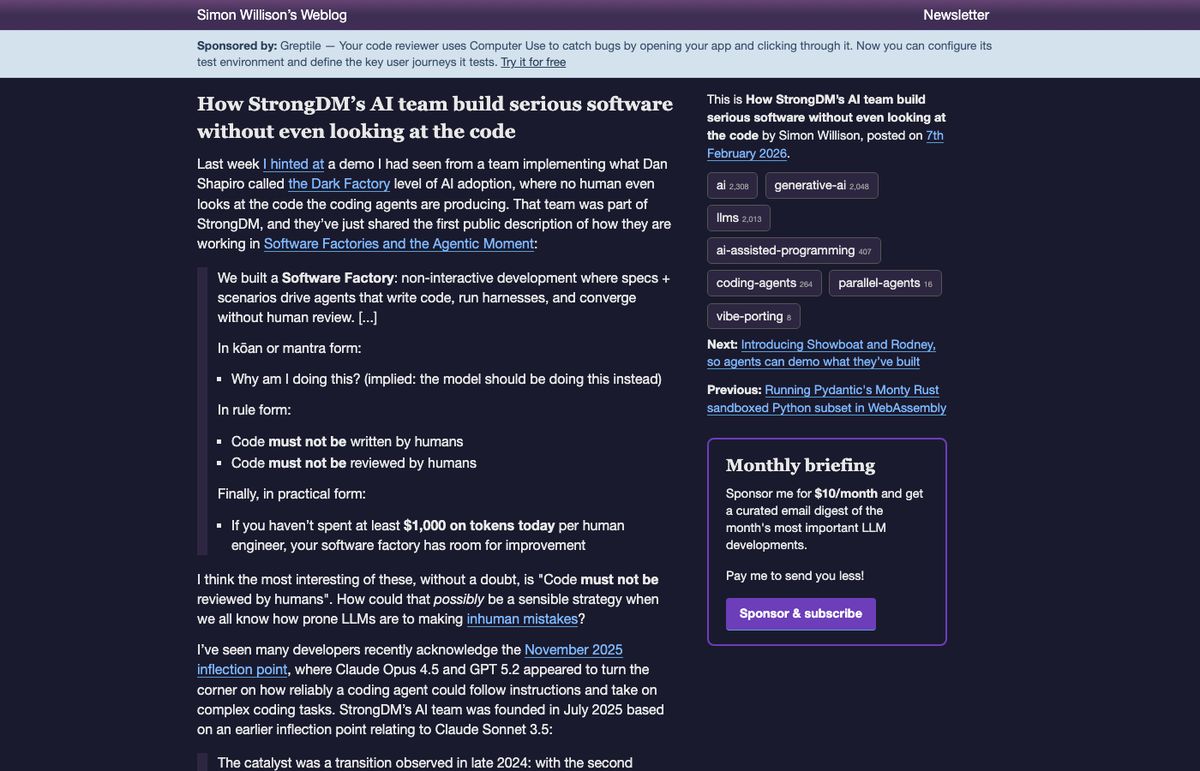 Simon Willison’s Weblog
Newsletter
Sponsored by: Greptile — Your code reviewer uses Computer Use to catch bugs by opening your app and clicking through it. Now you can configure its
test environment and define the key user journeys it tests. Try it for free
How StrongDM’s AI team build serious software
without even looking at the code
Last week I hinted at a demo I had seen from a team implementing what Dan
Shapiro called the Dark Factory level of AI adoption, where no human even
looks at the code the coding agents are producing. That team was part of
StrongDM, and they’ve just shared the first public description of how they are
working in Software Factories and the Agentic Moment:
We built a Software Factory: non-interactive development where specs +
scenarios drive agents that write code, run harnesses, and converge
without human review. [...]
In kōan or mantra form:
▪ Why am I doing this? (implied: the model should be doing this instead)
In rule form:
▪ Code must not be written by humans
▪ Code must not be reviewed by humans
Finally, in practical form:
▪ If you haven’t spent at least $1,000 on tokens today per human
engineer, your software factory has room for improvement
I think the most interesting of these, without a doubt, is "Code must not be
reviewed by humans". How could that possibly be a sensible strategy when
we all know how prone LLMs are to making inhuman mistakes?
I’ve seen many developers recently acknowledge the November 2025
inflection point, where Claude Opus 4.5 and GPT 5.2 appeared to turn the
corner on how reliably a coding agent could follow instructions and take on
complex coding tasks. StrongDM’s AI team was founded in July 2025 based
on an earlier inflection point relating to Claude Sonnet 3.5:
The catalyst was a transition observed in late 2024: with the second
This is How StrongDM’s AI team build
serious software without even looking at
the code by Simon Willison, posted on 7th
February 2026.
ai 2,308 generative-ai 2,048
llms 2,013
ai-assisted-programming 407
coding-agents 264 parallel-agents 16
vibe-porting 8
Next: Introducing Showboat and Rodney,
so agents can demo what they’ve built
Previous: Running Pydantic's Monty Rust
sandboxed Python subset in WebAssembly
Monthly briefing
Sponsor me for $10/month and get
a curated email digest of the
month's most important LLM
developments.
Pay me to send you less!
Sponsor & subscribe